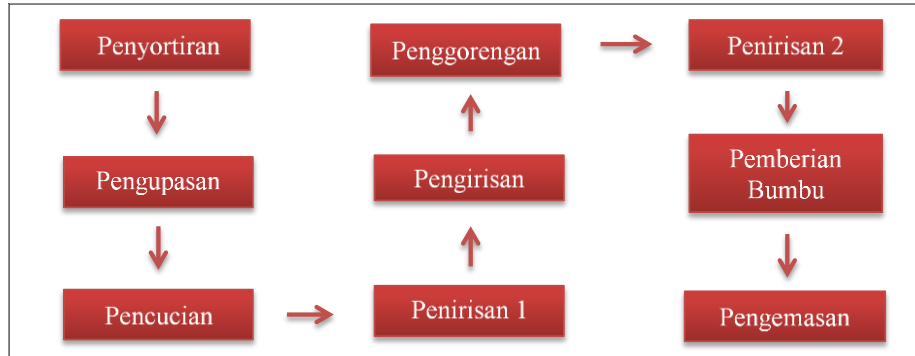 Penyortiran
Pengupasan
Pencucian
Penirisan 1
Pengirisan
Penggorengan
Penirisan 2
Pemberian
Bumbu
Pengemasan